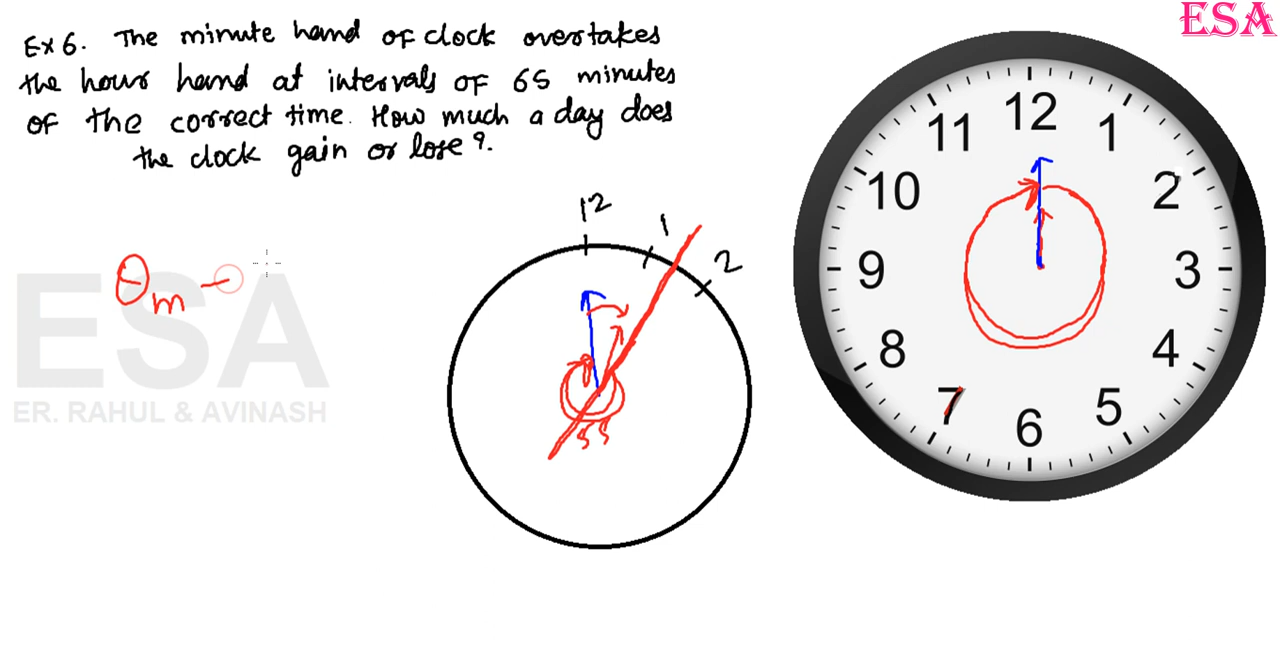 ESA
Ex 6. The minute hand of clock overtakes
the hour hand at intervals of 65 minutes
of the correct time. How much a day does
the clock gain or lose ?.
12
1
2
θm -
ESA
ER. RAHUL & AVINASH
12
1
2
3
4
5
6
7
8
9
10
11